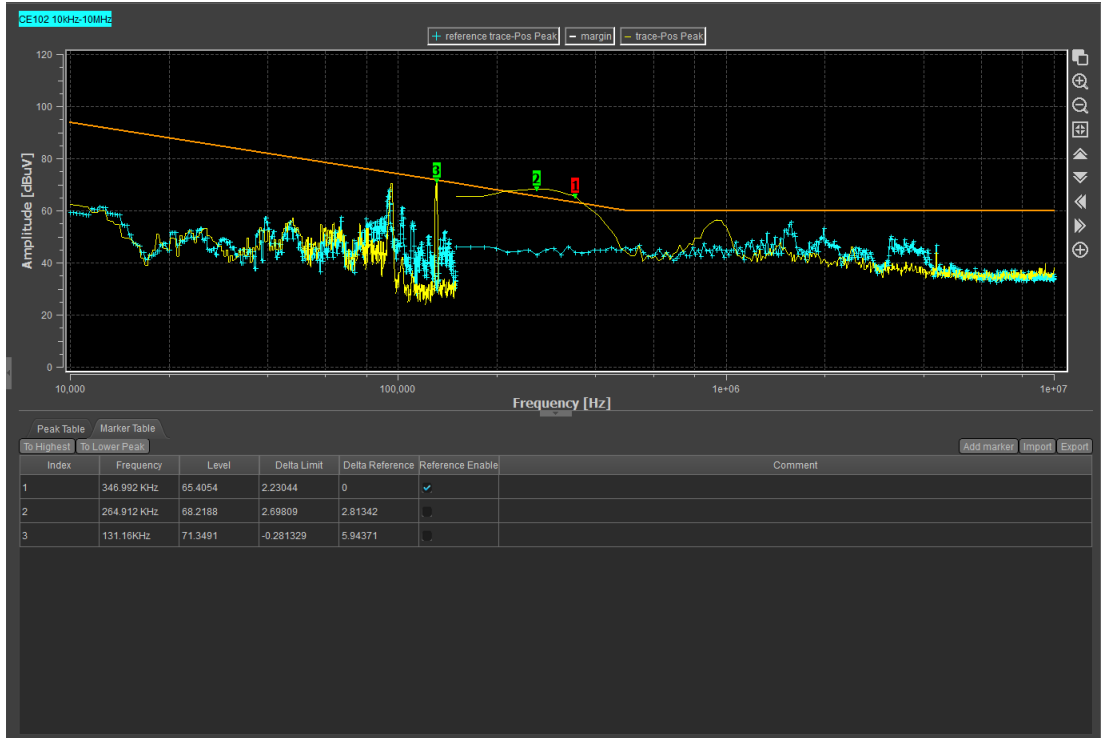 CE102 10kHz-10MHz
reference trace-Pos Peak margin trace-Pos Peak
120
100
80
60
40
20
0
Amplitude [dBuV]
3
2
1
10,000 100,000 1e+06 1e+07
Frequency [Hz]
Peak Table Marker Table
To Highest To Lower Peak Add marker Import Export
Index Frequency Level Delta Limit Delta Reference Reference Enable Comment
1 346.992 KHz 65.4054 2.23044 0
2 264.912 KHz 68.2188 2.69809 2.81342
3 131.16KHz 71.3491 -0.281329 5.94371